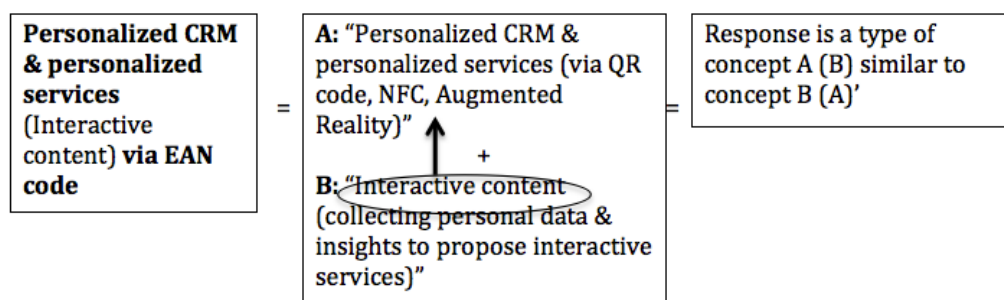 Personalized CRM
& personalized
services
(Interactive
content) via EAN
code
=
A: “Personalized CRM &
personalized services (via QR
code, NFC, Augmented
Reality)”
+
B: “Interactive content
(collecting personal data &
insights to propose interactive
services)”
=
Response is a type of
concept A (B) similar to
concept B (A)’